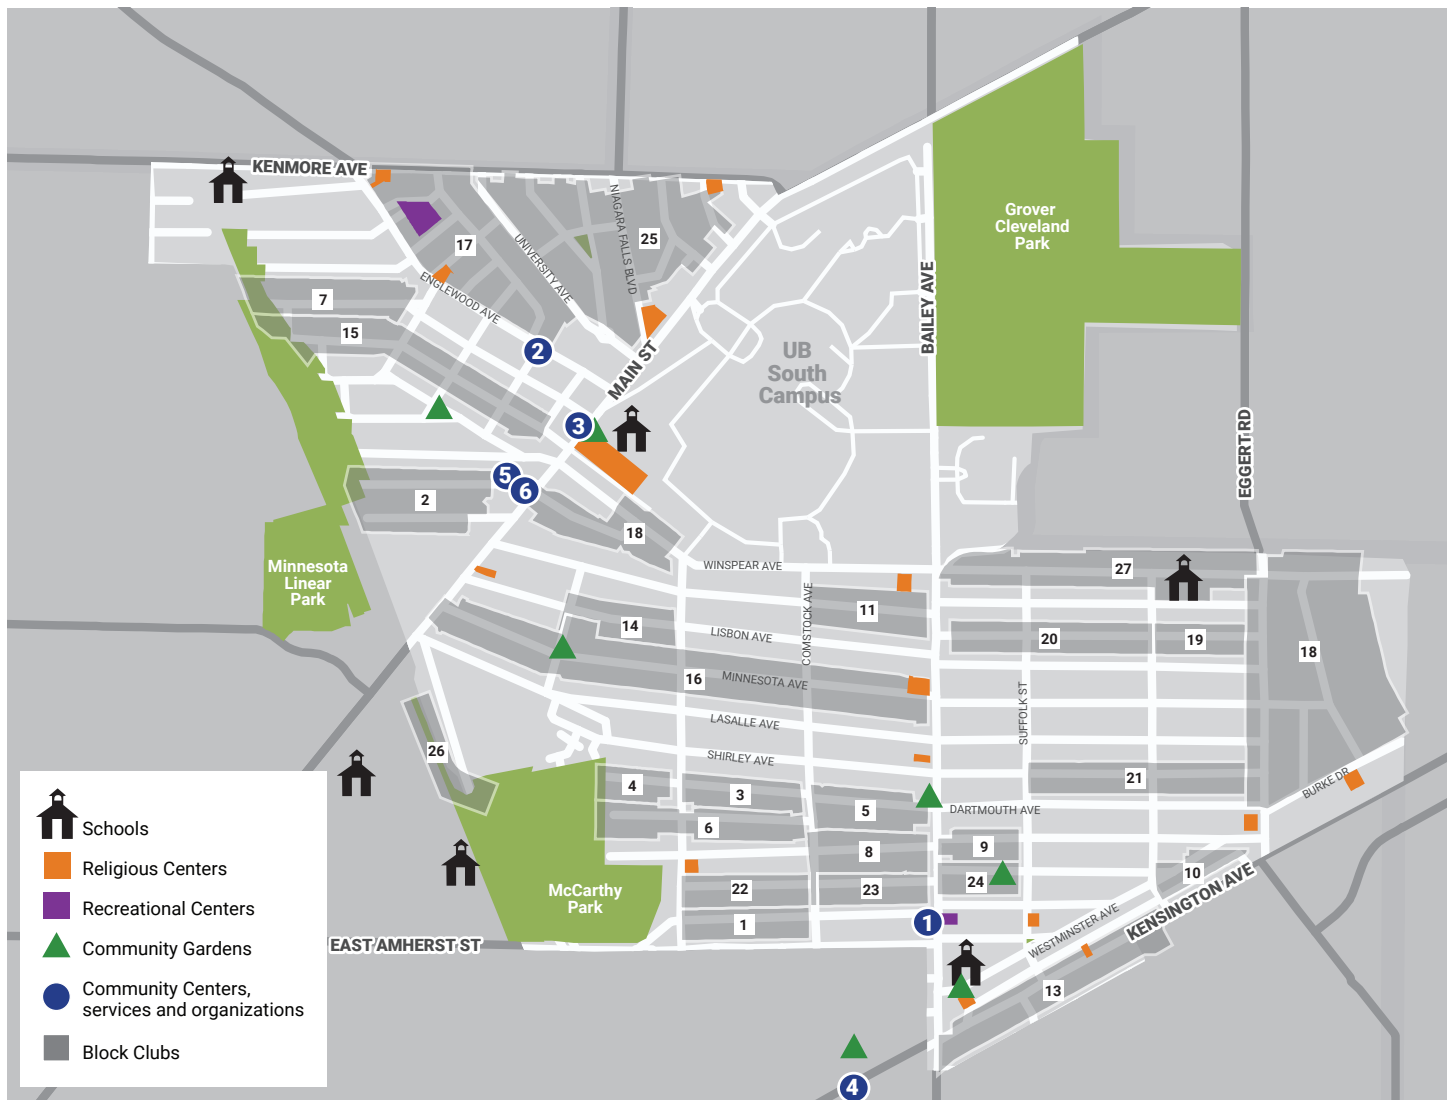 KENMORE AVE
Grover
Cleveland
Park
NIAGARA FALLS BLVD
25
17
UNIVERSITY AVE
ENGLEWOOD AVE
7
15
2
MAIN ST
UB
South
Campus
BAILEY AVE
EGGERT RD
3
5
6
2
18
Minnesota
Linear
Park
WINSPEAR AVE
27
COMSTOCK AVE
11
14
LISBON AVE
20
19
18
16
MINNESOTA AVE
SUFFOLK ST
LASALLE AVE
26
SHIRLEY AVE
4
3
5
21
BURKE DR
DARTMOUTH AVE
6
8
9
10
24
22
23
McCarthy
Park
1
1
WESTMINSTER AVE
KENSINGTON AVE
EAST AMHERST ST
13
4
Schools
Religious Centers
Recreational Centers
Community Gardens
Community Centers,
services and organizations
Block Clubs